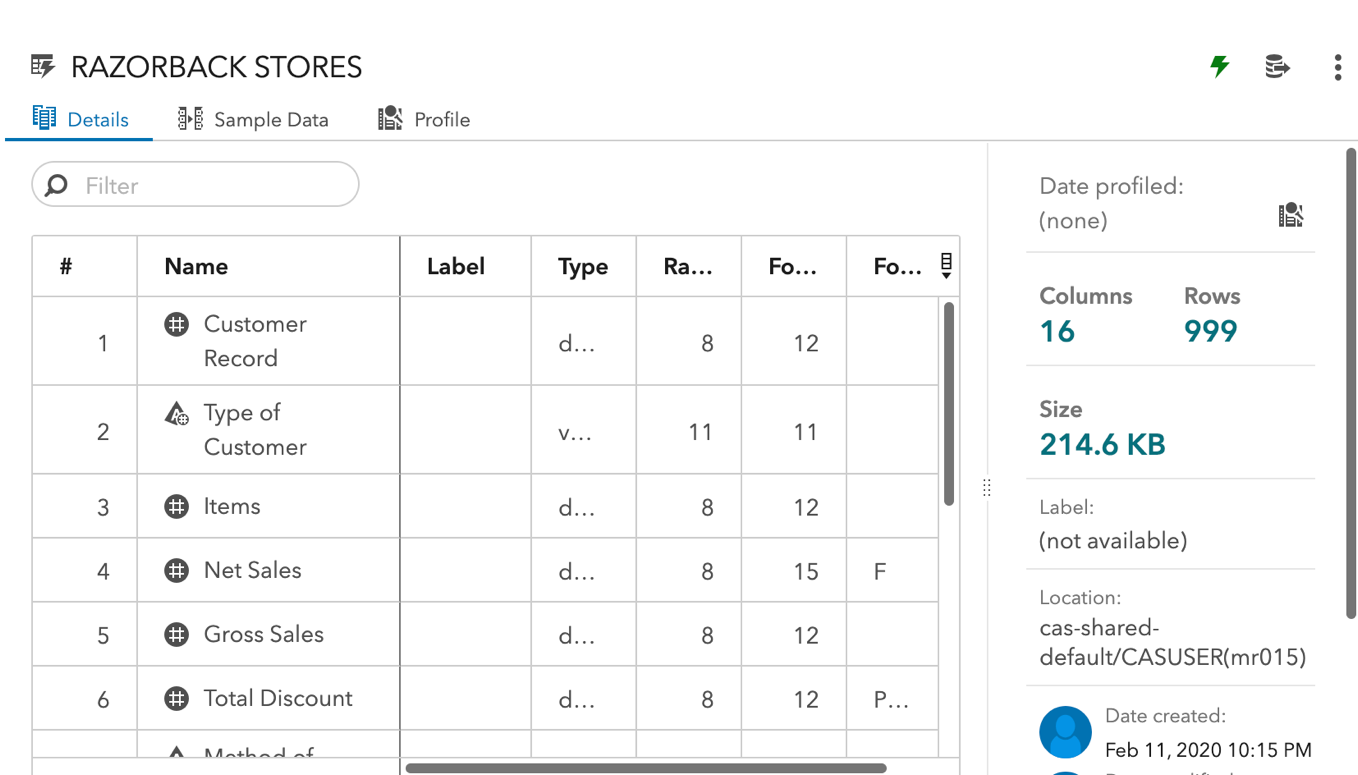 RAZORBACK STORES
Details Sample Data Profile
Filter
# Name Label Type Ra... Fo... Fo...
1 Customer Record d... 8 12
2 Type of Customer v... 11 11
3 Items d... 8 12
4 Net Sales d... 8 15 F
5 Gross Sales d... 8 12
6 Total Discount d... 8 12 P...
Method of
Date profiled:
(none)
Columns Rows
16 999
Size
214.6 KB
Label:
(not available)
Location:
cas-shared-
default/CASUSER(mr015)
Date created:
Feb 11, 2020 10:15 PM